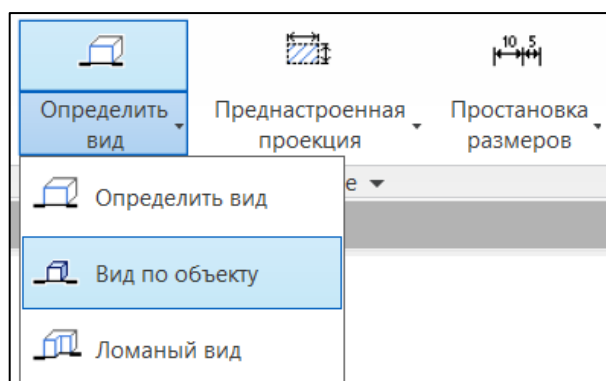 10 5
Определить
вид
Преднастроенная
проекция
Простановка
размеров
Определить вид
е
Вид по объекту
Ломаный вид